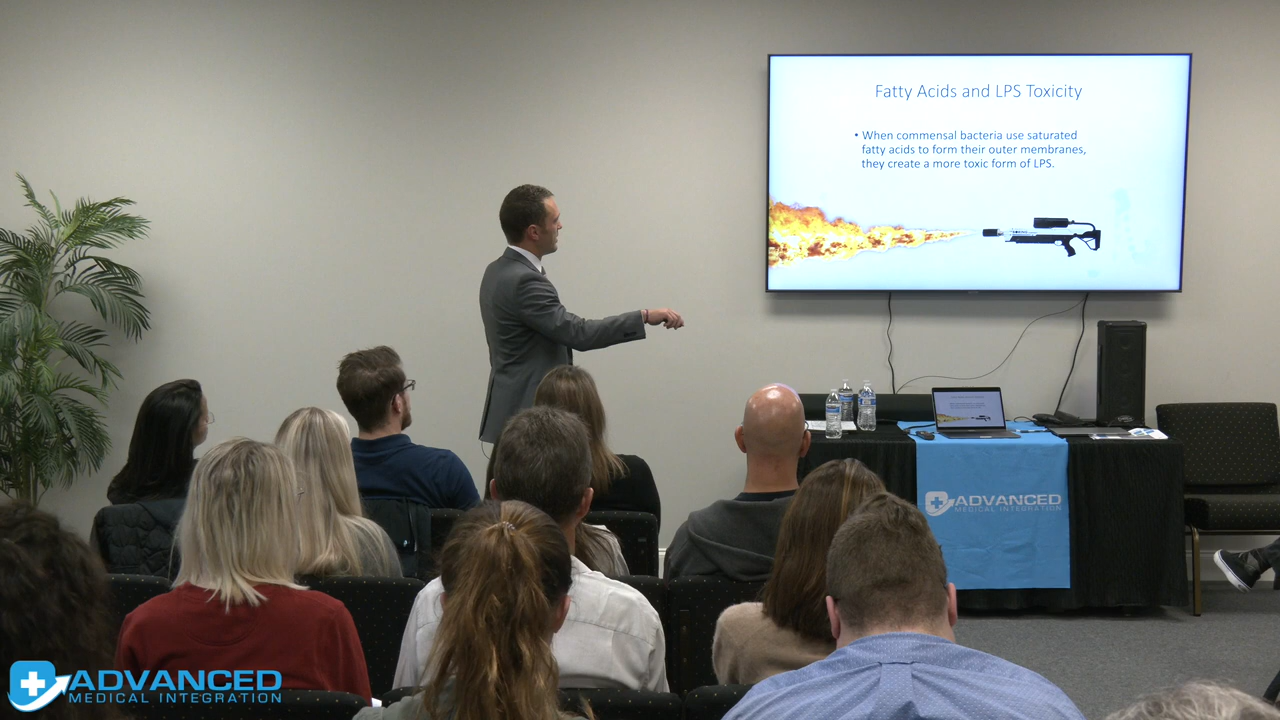 Fatty Acids and LPS Toxicity
• When commensal bacteria use saturated
fatty acids to form their outer membranes,
they create a more toxic form of LPS.
ADVANCED
MEDICAL INTEGRATION
ADVANCED
MEDICAL INTEGRATION